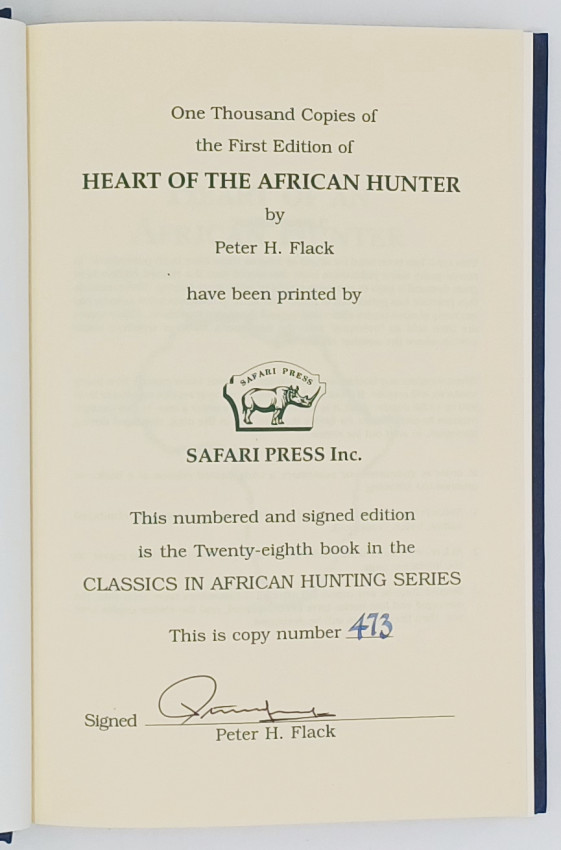 One Thousand Copies of
the First Edition of
HEART OF THE AFRICAN HUNTER
by
Peter H. Flack
have been printed by
SAFARI PRESS
SAFARI PRESS Inc.
This numbered and signed edition
is the Twenty-eighth book in the
CLASSICS IN AFRICAN HUNTING SERIES
This is copy number 473
Signed
Peter H. Flack